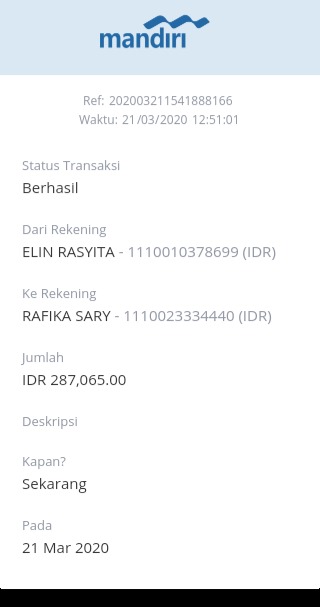 mandiri
Ref: 202003211541888166
Waktu: 21/03/2020 12:51:01
Status Transaksi
Berhasil
Dari Rekening
ELIN RASYITA - 1110010378699 (IDR)
Ke Rekening
RAFIKA SARY - 1110023334440 (IDR)
Jumlah
IDR 287,065.00
Deskripsi
Kapan?
Sekarang
Pada
21 Mar 2020